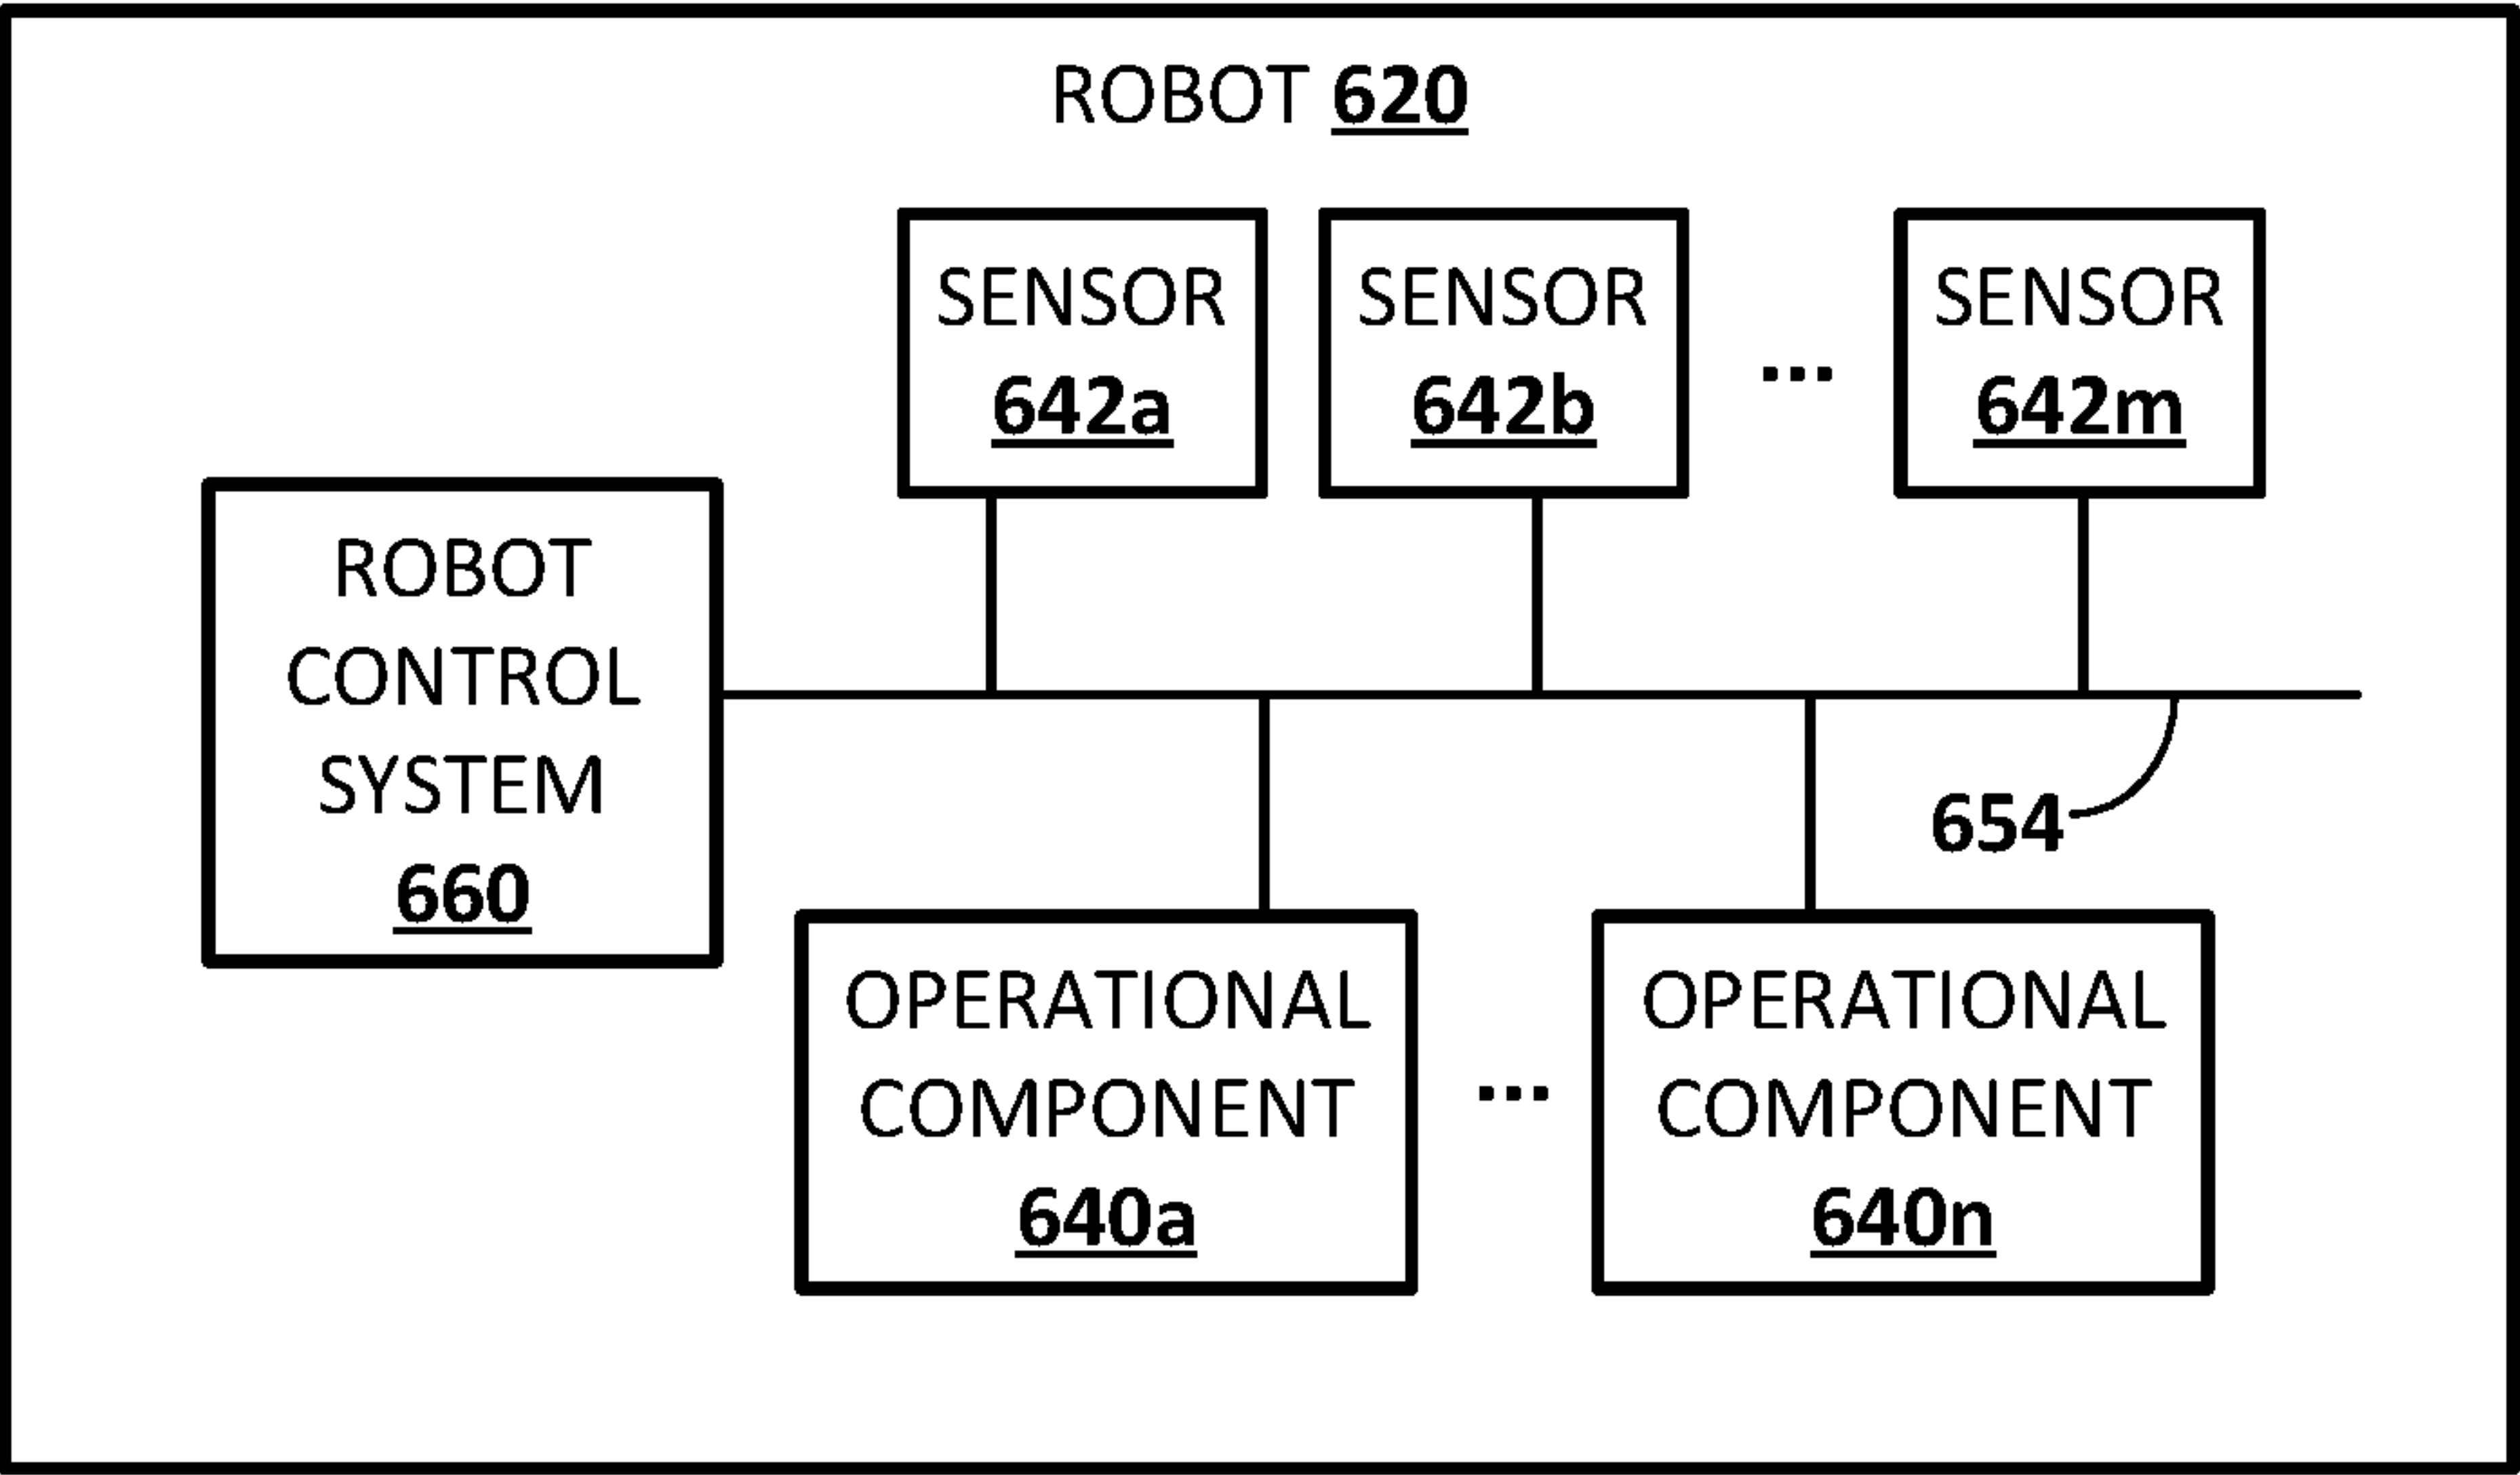 ROBOT 620
SENSOR
642a
SENSOR
642b
...
SENSOR
642m
ROBOT
CONTROL
SYSTEM
660
654
OPERATIONAL
COMPONENT
640a
...
OPERATIONAL
COMPONENT
640n